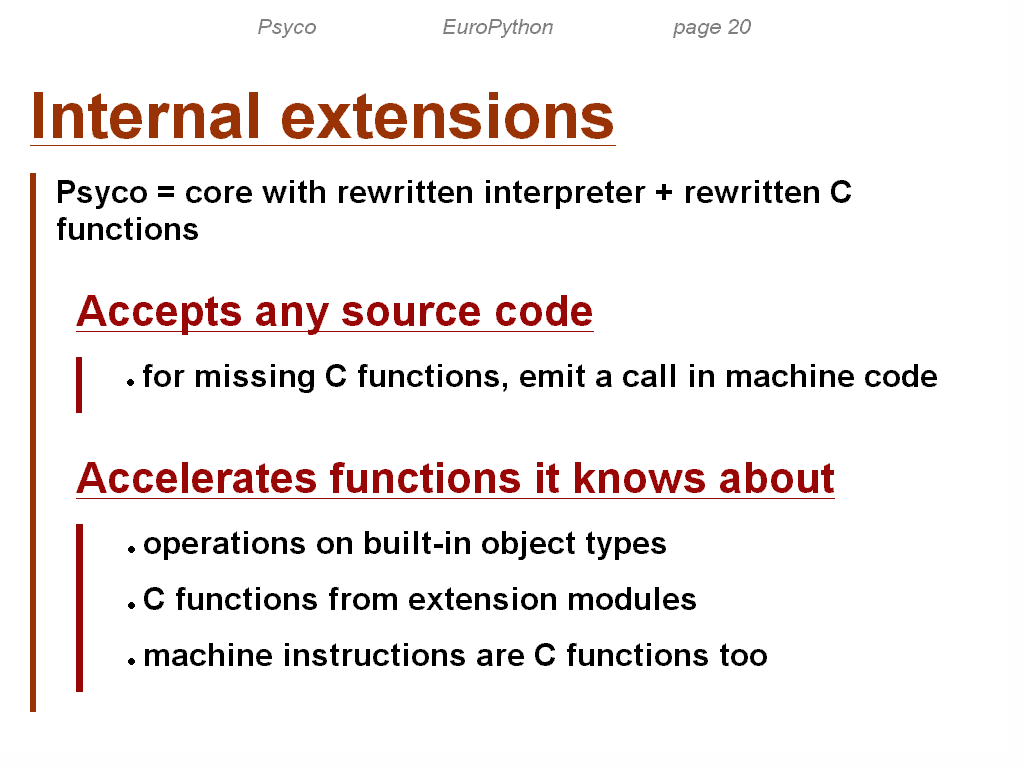 Psyco EuroPython page 20
Internal extensions
Psyco = core with rewritten interpreter + rewritten C
functions
Accepts any source code
• for missing C functions, emit a call in machine code
Accelerates functions it knows about
• operations on built-in object types
• C functions from extension modules
• machine instructions are C functions too